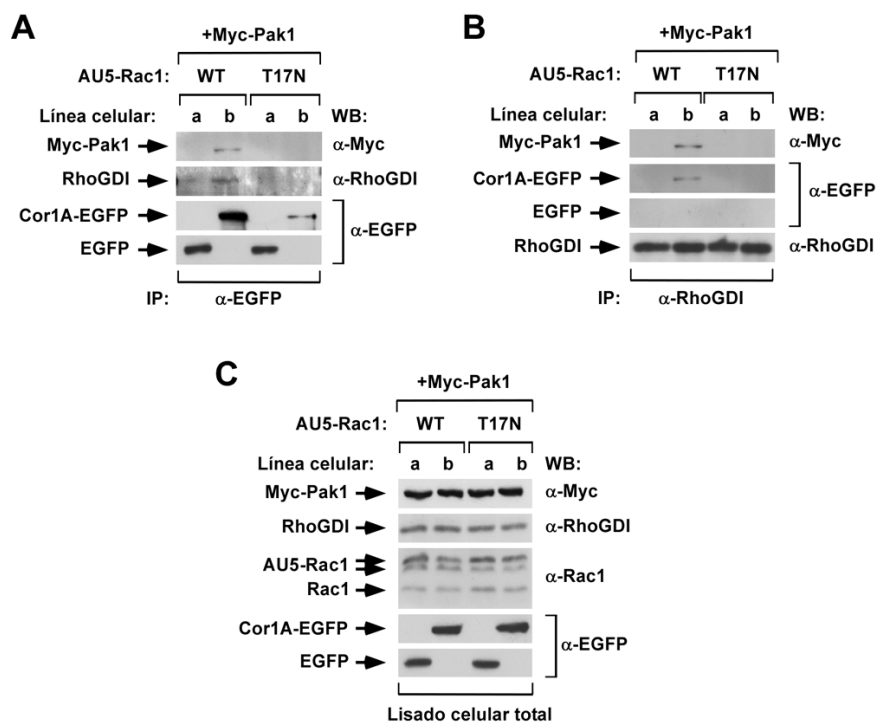 A
+Myc-Pak1
AU5-Rac1: WT T17N
Línea celular: a b a b WB:
Myc-Pak1 α-Myc
RhoGDI α-RhoGDI
Cor1A-EGFP
α-EGFP
EGFP
IP: α-EGFP
B
+Myc-Pak1
AU5-Rac1: WT T17N
Línea celular: a b a b WB:
Myc-Pak1 α-Myc
Cor1A-EGFP
α-EGFP
EGFP
RhoGDI α-RhoGDI
IP: α-RhoGDI
C
+Myc-Pak1
AU5-Rac1: WT T17N
Línea celular: a b a b WB:
Myc-Pak1 α-Myc
RhoGDI α-RhoGDI
AU5-Rac1
α-Rac1
Rac1
Cor1A-EGFP
α-EGFP
EGFP
Lisado celular total